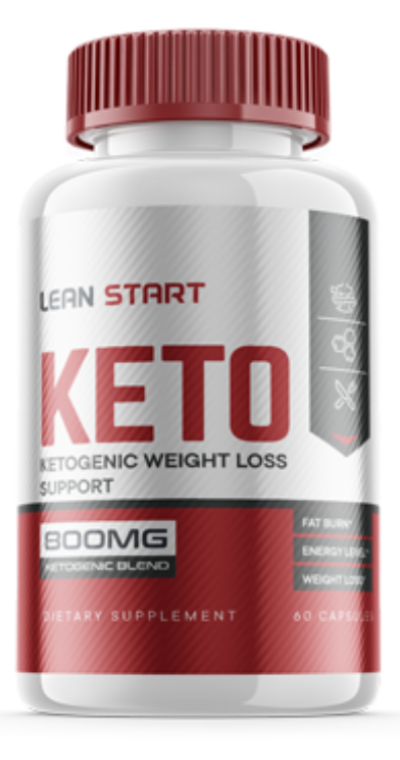 LEAN START
KETO
KETOGENIC WEIGHT LOSS
SUPPORT
800MG
KETOGENIC BLEND
FAT BURN*
ENERGY LEVEL*
WEIGHT LOSS*
DIETARY SUPPLEMENT
60 CAPSULES